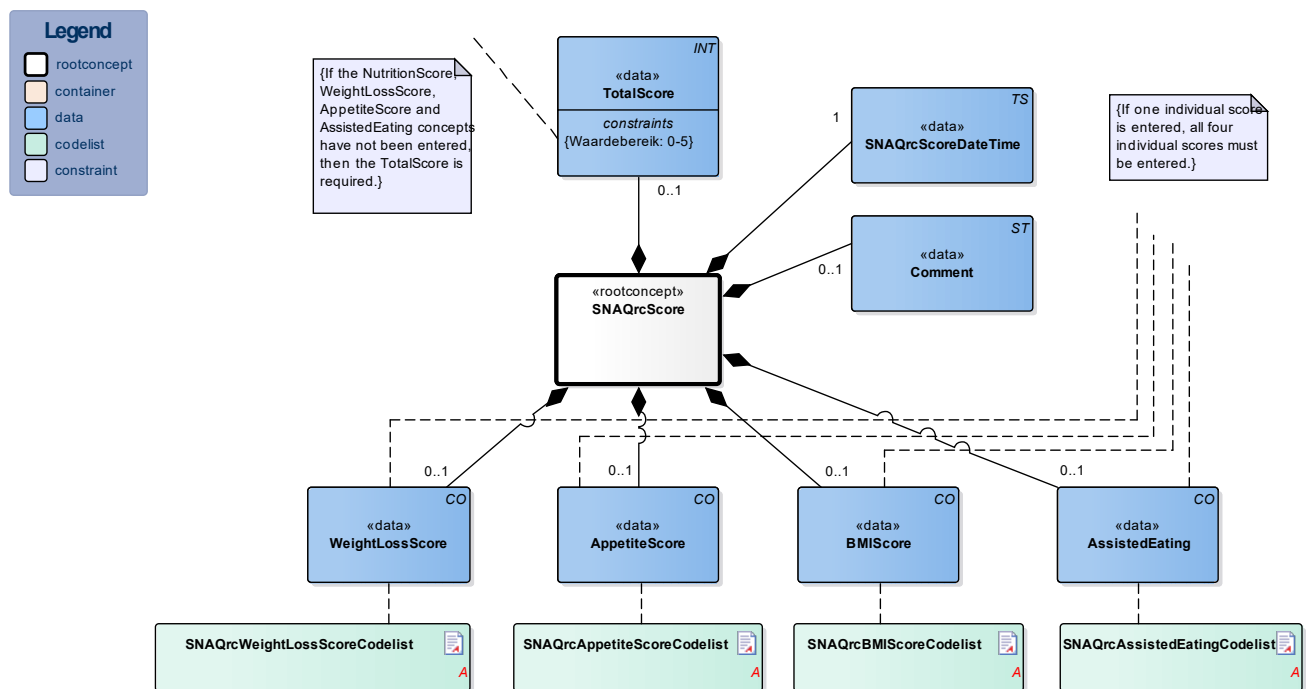 Legend
rootconcept
container
data
codelist
constraint
{If the NutritionScore,
WeightLossScore,
AppetiteScore and
AssistedEating concepts
have not been entered,
then the TotalScore is
required.}
INT
«data»
TotalScore
constraints
{Waardebereik: 0-5}
0..1
TS
«data»
SNAQrcScoreDateTime
1
ST
«data»
Comment
0..1
{If one individual score
is entered, all four
individual scores must
be entered.}
«rootconcept»
SNAQrcScore
0..1
0..1
0..1
0..1
CO
«data»
WeightLossScore
CO
«data»
AppetiteScore
CO
«data»
BMIScore
CO
«data»
AssistedEating
SNAQrcWeightLossScoreCodelist
A
SNAQrcAppetiteScoreCodelist
A
SNAQrcBMIScoreCodelist
A
SNAQrcAssistedEatingCodelist
A